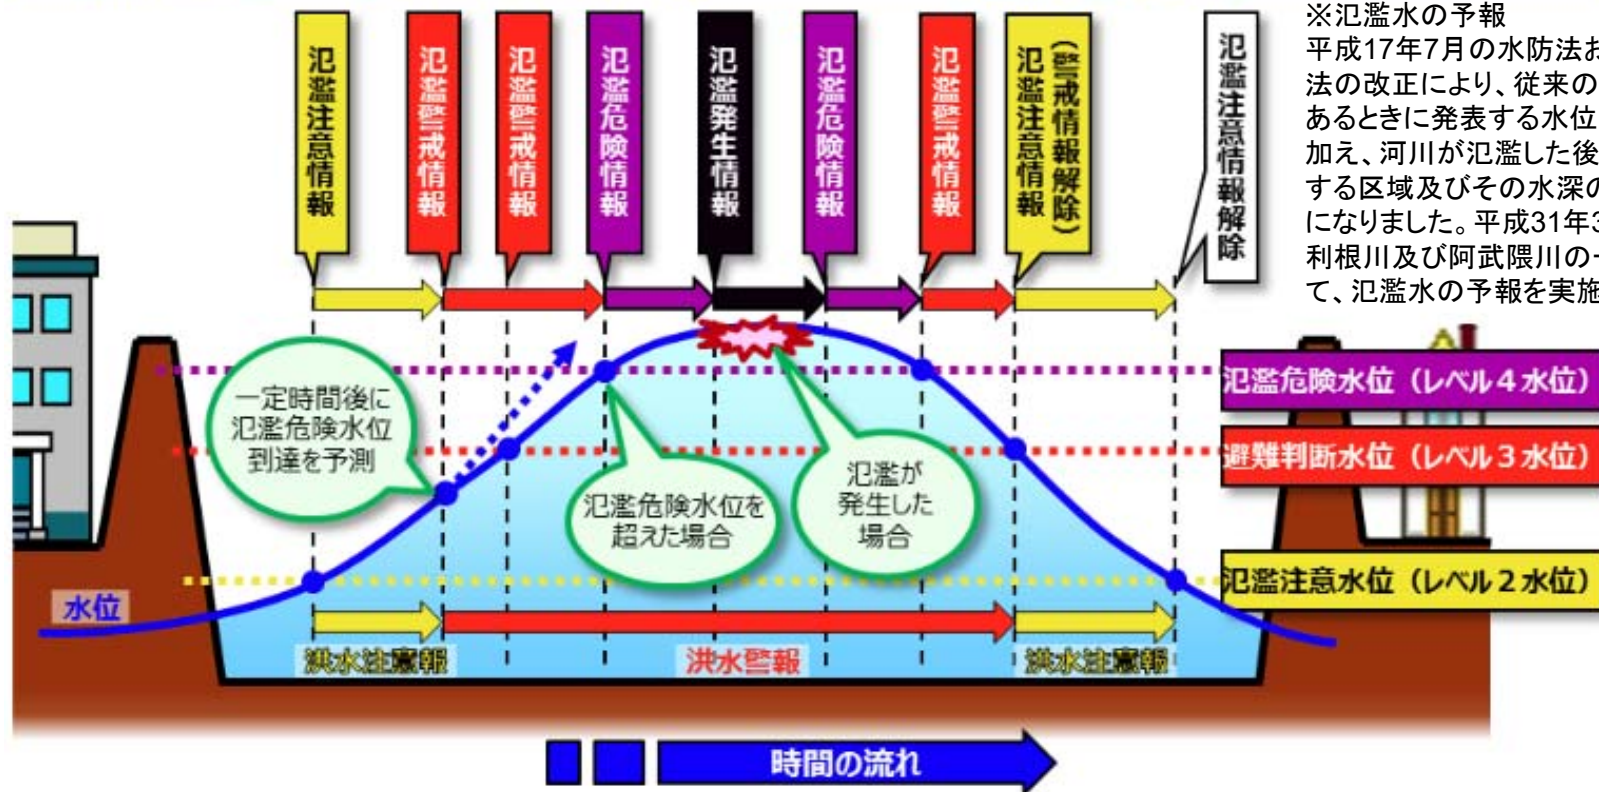 氾濫注意情報
氾濫警戒情報
氾濫警戒情報
氾濫危険情報
氾濫発生情報
氾濫危険情報
氾濫警戒情報
氾濫注意情報
(警戒情報解除)
氾濫注意情報解除
※氾濫水の予報
平成17年7月の水防法お
法の改正により、従来の
あるときに発表する水位
加え、河川が氾濫した後
する区域及びその水深の
になりました。平成31年3
利根川及び阿武隈川の
て、氾濫水の予報を実施
一定時間後に
氾濫危険水位
到達を予測
氾濫危険水位を
超えた場合
氾濫が
発生した
場合
氾濫危険水位(レベル4水位)
避難判断水位(レベル3水位)
氾濫注意水位(レベル2水位)
水位
洪水注意報
洪水警報
洪水注意報
時間の流れ